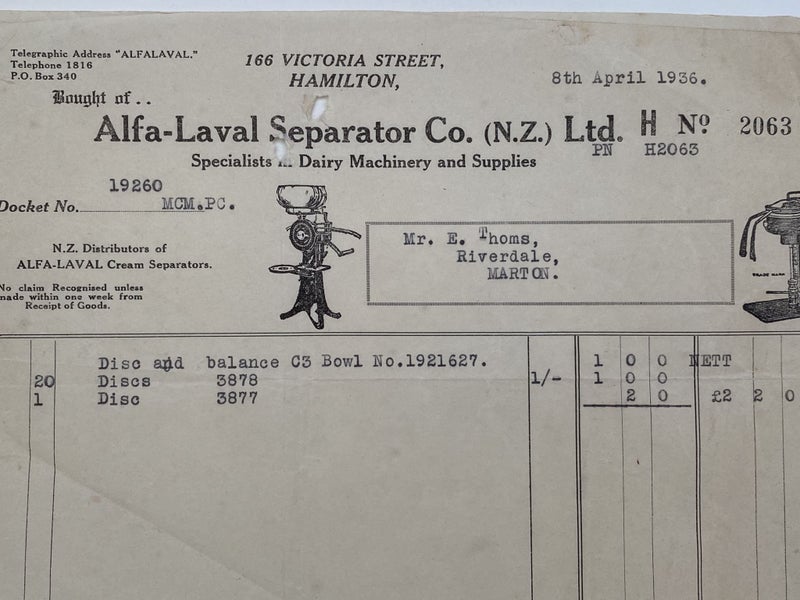 Telegraphic Address "ALFALAVAL."
Telephone 1816
P.O. Box 340
166 VICTORIA STREET,
HAMILTON,
8th April 1936.
Bought of . .
Alfa-Laval Separator Co. (N.Z.) Ltd.
H No 2063
PN H2063
Specialists Dairy Machinery and Supplies
19260
Docket No. MCM.PC.
N.Z. Distributors of
ALFA-LAVAL Cream Separators.
No claim Recognised unless
made within one week from
Receipt of Goods.
Mr. E. Thoms,
Riverdale,
MARTON.
TRADE MARK
Disc and balance C3 Bowl No.1921627. 1 0 0 NETT
20 Discs 3878 1/- 1 0 0
1 Disc 3877 2 0 £2 2 0